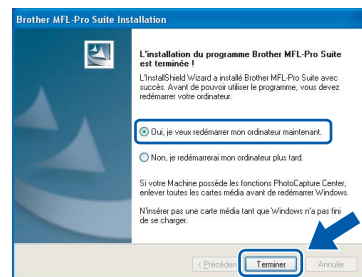 Brother MFL-Pro Suite Installation
L'installation du programme Brother MFL-Pro Suite
est terminée !
L'InstallShield Wizard a installé Brother MFL-Pro Suite avec
succès. Avant de pouvoir utiliser le programme, vous devez
redémarrer votre ordinateur.
Oui, je veux redémarrer mon ordinateur maintenant.
Non, je redémarrerai mon ordinateur plus tard.
Si votre Machine possède les fonctions PhotoCapture Center,
enlever toutes les cartes média avant de redémarrer Windows.
N'insérer pas une carte média tant que Windows n'a pas fini
de se charger.
< Précéden Terminer Annuler